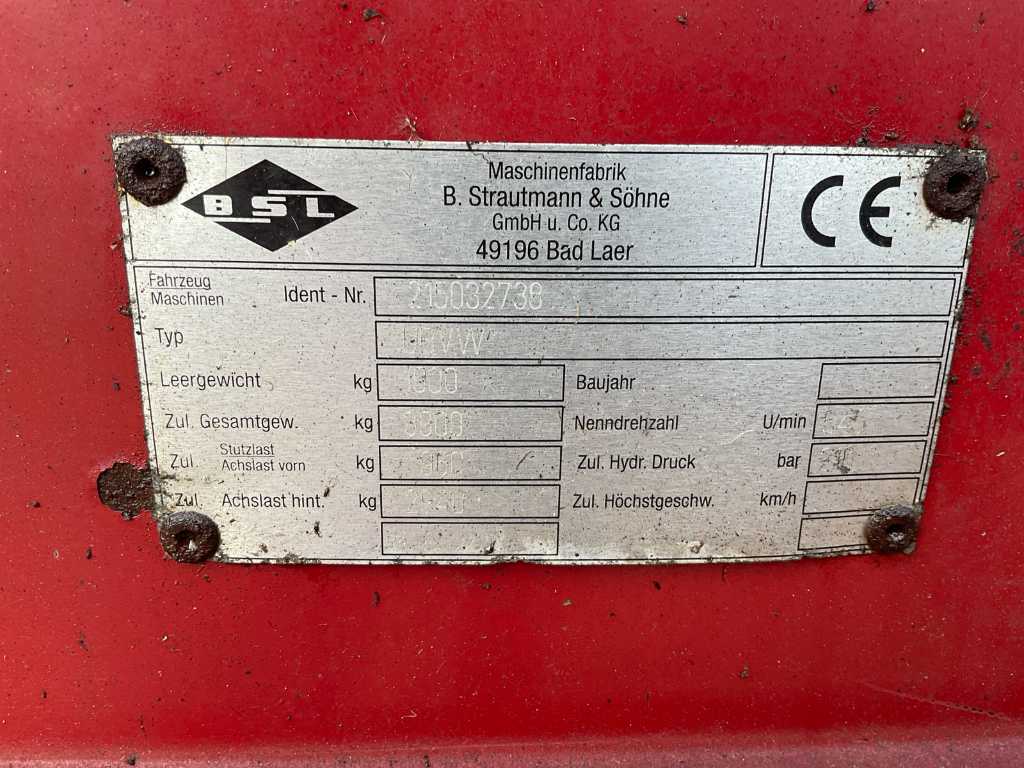 BSL
Maschinenfabrik
B. Strautmann & Söhne
GmbH u. Co. KG
49196 Bad Laer
CE
Fahrzeug
Maschinen
Ident - Nr. 215032738
Typ
Leergewicht kg
Baujahr
Zul. Gesamtgew. kg
Nenndrehzahl U/min
Zul. Stützlast
Achslast vorn kg
Zul. Hydr. Druck bar
Zul. Achslast hint. kg
Zul. Höchstgeschw. km/h